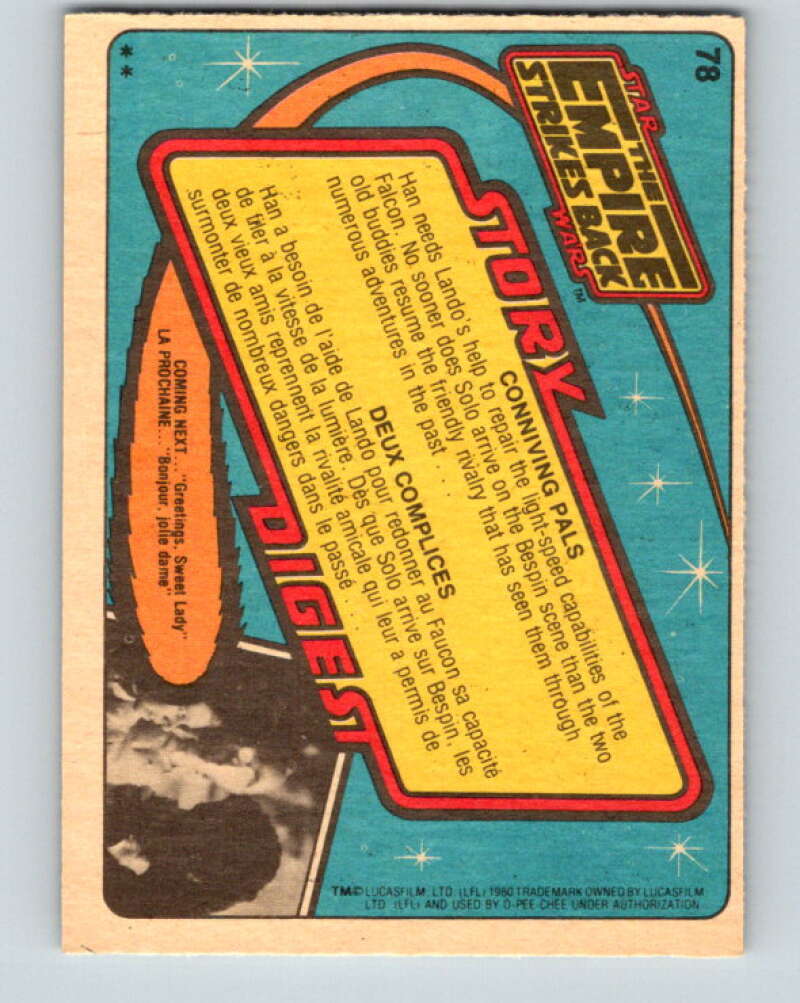 78
STAR
THE
EMPIRE
STRIKES BACK
WARS™
STORY
CONNIVING PALS
Han needs Lando's help to repair the light-speed capabilities of the
Falcon. No sooner does Solo arrive on the Bespin scene than the two
old buddies resume the friendly rivalry that has seen them through
numerous adventures in the past . . .
DEUX COMPLICES
Han a besoin de l'aide de Lando pour redonner au Faucon sa capacité
de filer à la vitesse de la lumière. Dès que Solo arrive sur Bespin, les
deux vieux amis reprennent la rivalité amicale qui leur a permis de
surmonter de nombreux dangers dans le passé . . .
DIGEST
COMING NEXT... "Greetings, Sweet Lady"
LA PROCHAINE... "Bonjour, jolie dame"
TM© LUCASFILM, LTD. (LFL) 1980 TRADEMARK OWNED BY LUCASFILM
LTD. (LFL) AND USED BY O-PEE-CHEE UNDER AUTHORIZATION.
**